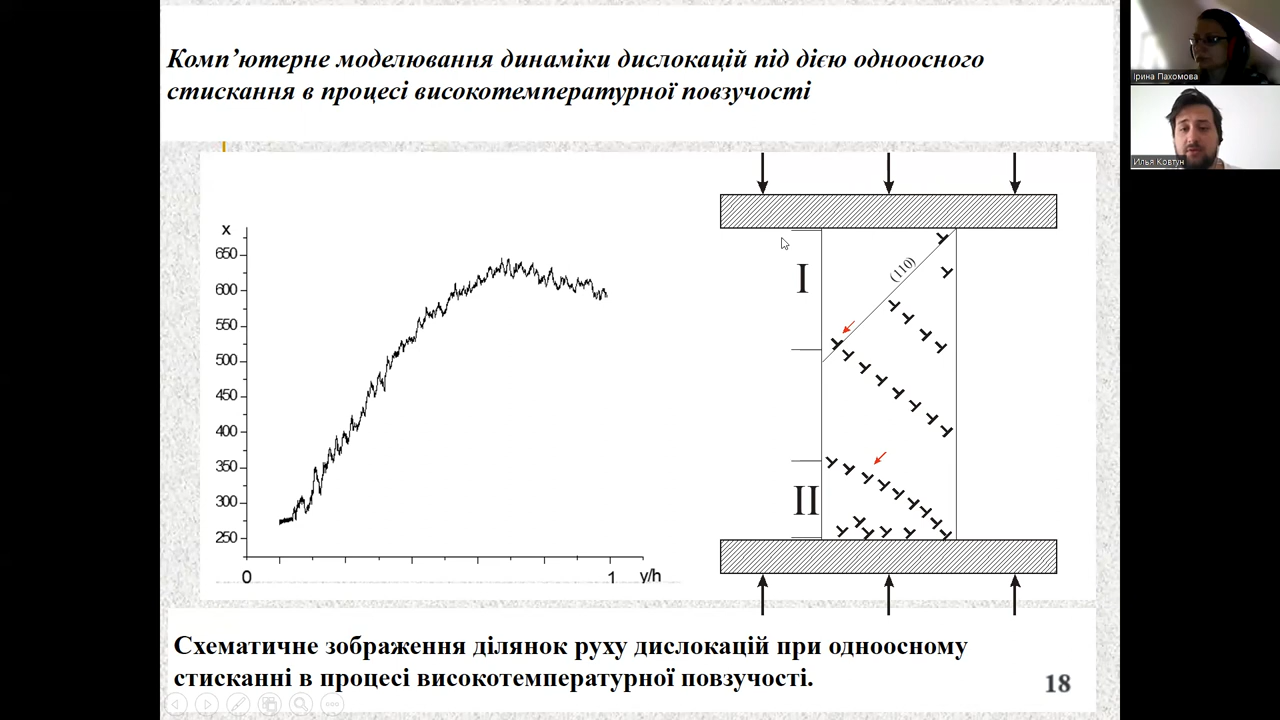 Комп’ютерне моделювання динаміки дислокацій під дією одноосного
стискання в процесі високотемпературної повзучості
Ірина Пахомова
Илья Ковтун
x
650
600
550
500
450
400
350
300
250
0
1
y/h
I
(110)
II
Схематичне зображення ділянок руху дислокацій при одноосному
стисканні в процесі високотемпературної повзучості.
18